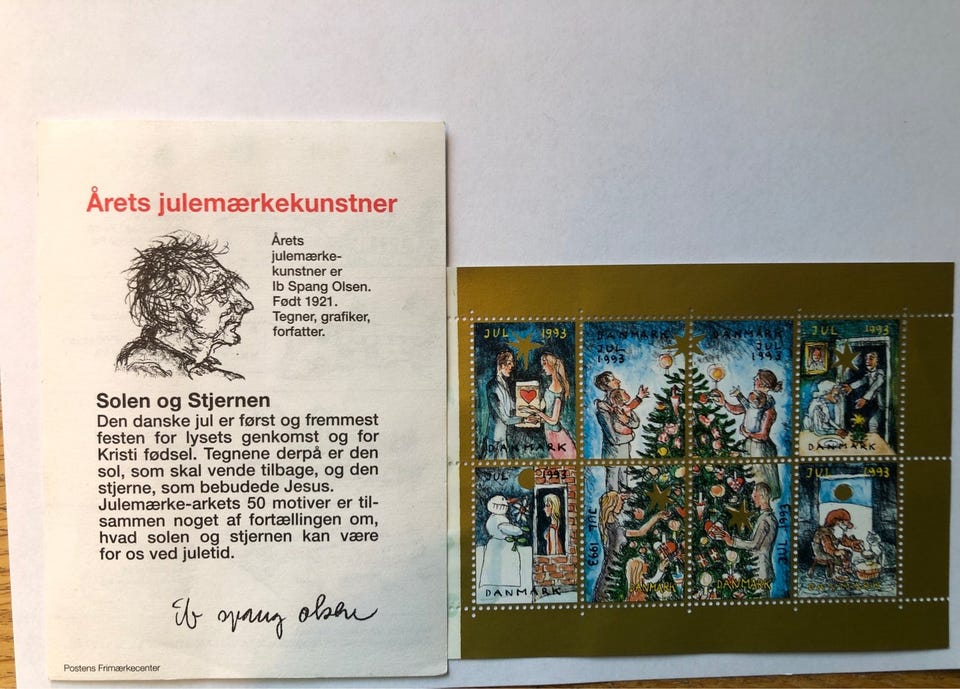 Årets julemærkekunstner
Årets
julemærke-
kunstner er
Ib Spang Olsen.
Født 1921.
Tegner, grafiker,
forfatter.
Solen og Stjernen
Den danske jul er først og fremmest
festen for lysets genkomst og for
Kristi fødsel. Tegnene derpå er den
sol, som skal vende tilbage, og den
stjerne, som bebudede Jesus.
Julemærke-arkets 50 motiver er til-
sammen noget af fortællingen om,
hvad solen og stjernen kan være
for os ved juletid.
Ib spang olsen
Postens Frimærkecenter
JUL 1993
DANMARK
DANMARK
JUL
1993
DANMARK
JUL
1993
JUL 1993
DANMARK
JUL 1993
DANMARK
JUL 1993
DANMARK
JUL 1993
DANMARK
JUL 1993